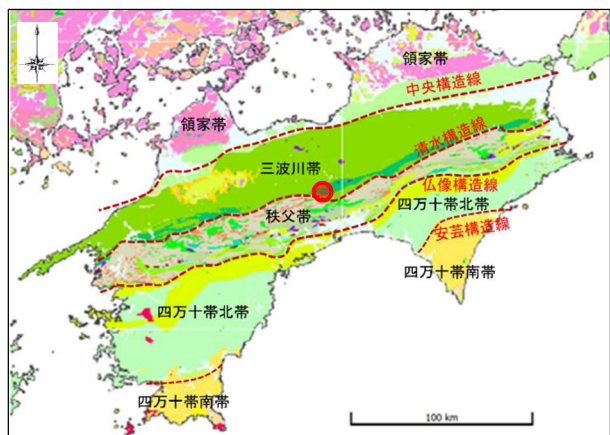 領家帯
中央構造線
領家帯
清水構造線
三波川帯
仏像構造線
秩父帯
四万十帯北帯
安芸構造線
四万十帯南帯
四万十帯北帯
100 km
四万十帯南帯